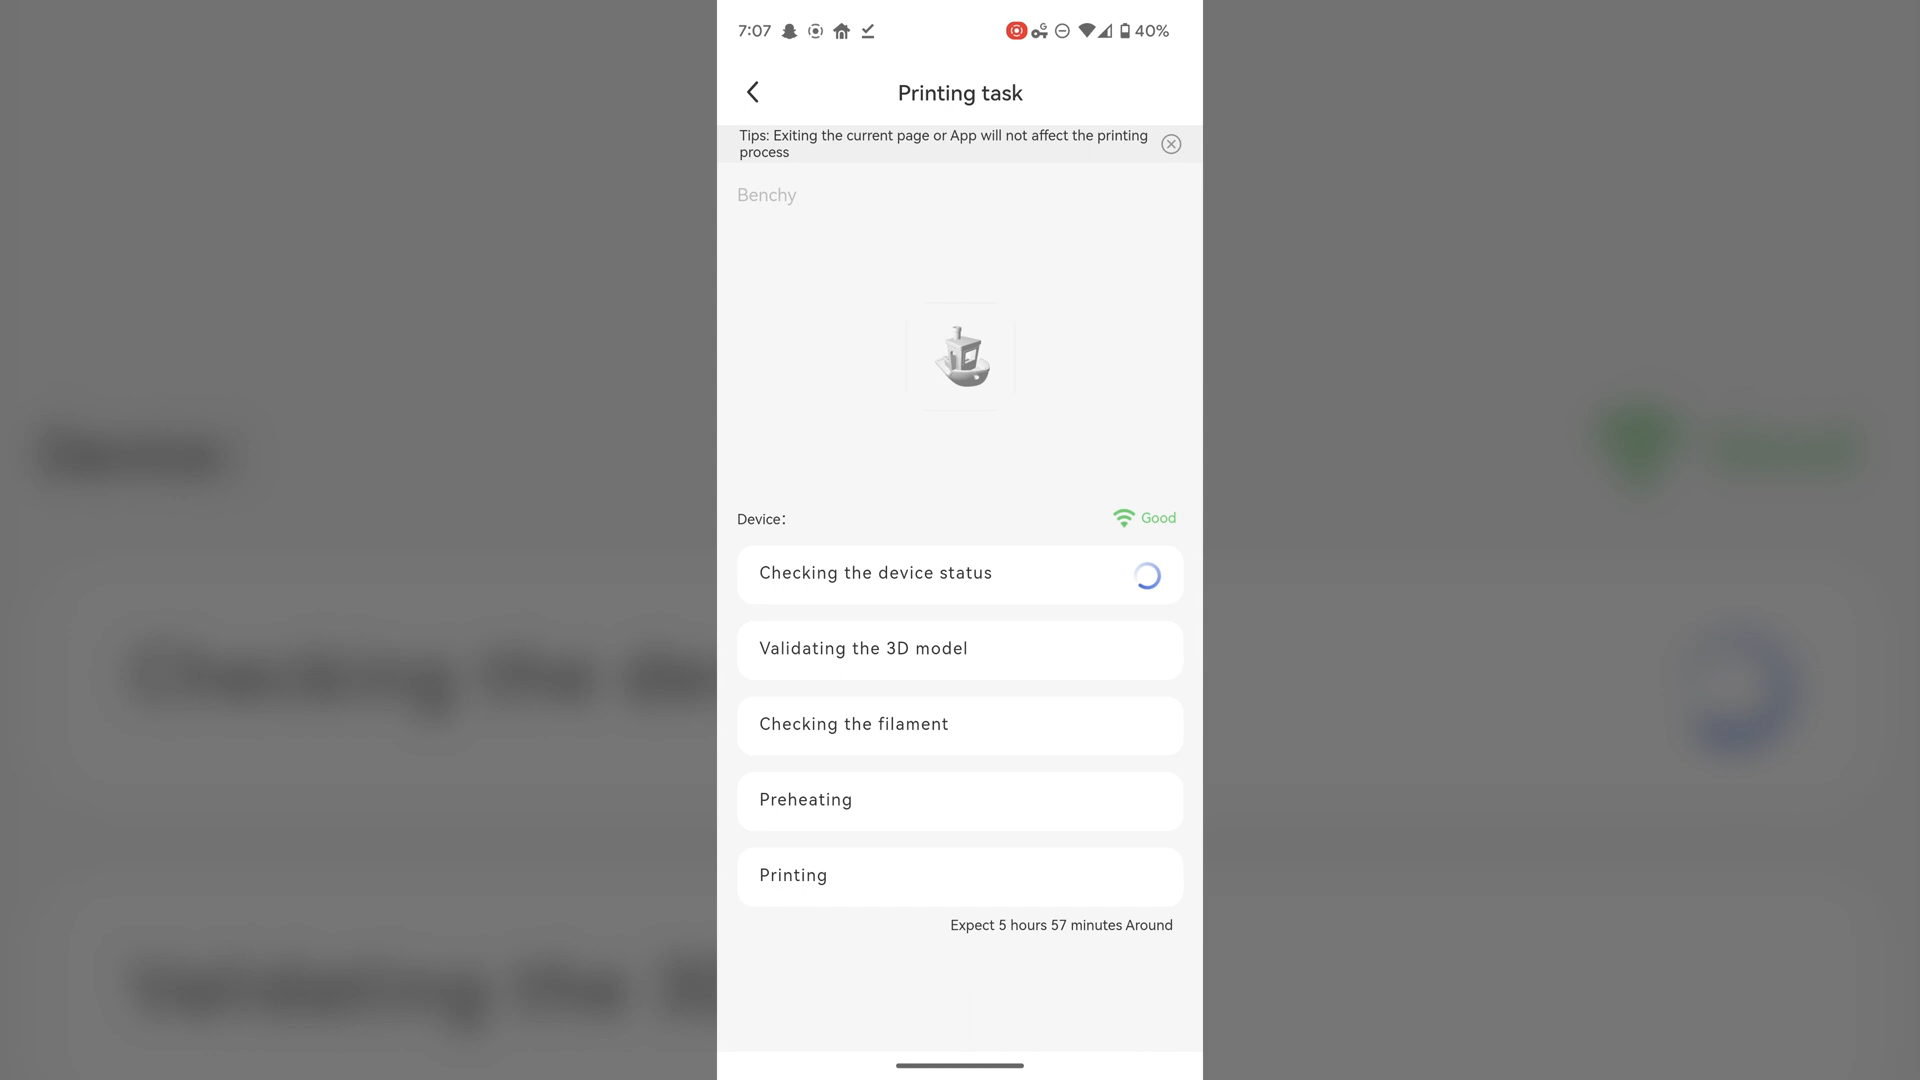 7:07
40%
Printing task
Tips: Exiting the current page or App will not affect the printing
process
Benchy
Device:
Good
Checking the device status
Validating the 3D model
Checking the filament
Preheating
Printing
Expect 5 hours 57 minutes Around